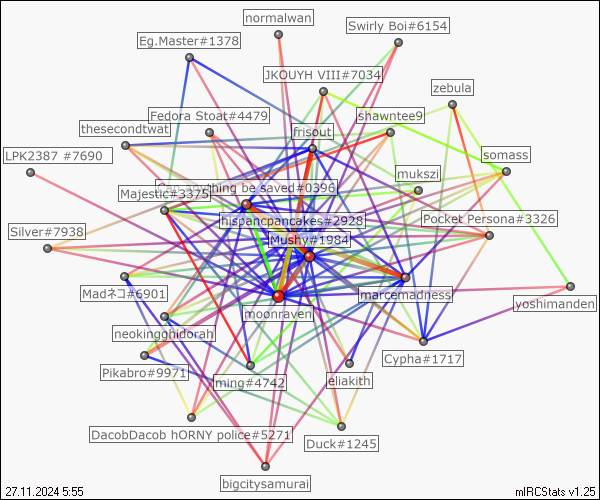 normalwan
Swirly Boi#6154
Eg.Master#1378
JKOUYH VIII#7034
zebula
Fedora Stoat#4479
shawntee9
thesecondtwat
frisout
somass
LPK2387 #7690
mukszi
Can anything be saved#0396
Majestic#3375
hispancpancakes#2928
Pocket Persona#3326
Silver#7938
Mushy#1984
Madネコ#6901
marcemadness
yoshimanden
moonraven
neokingghidorah
Cypha#1717
Pikabro#9971
ming#4742
eliakith
DacobDacob hORNY police#5271
Duck#1245
bigcitysamurai
27.11.2024 5:55
mIRCStats v1.25